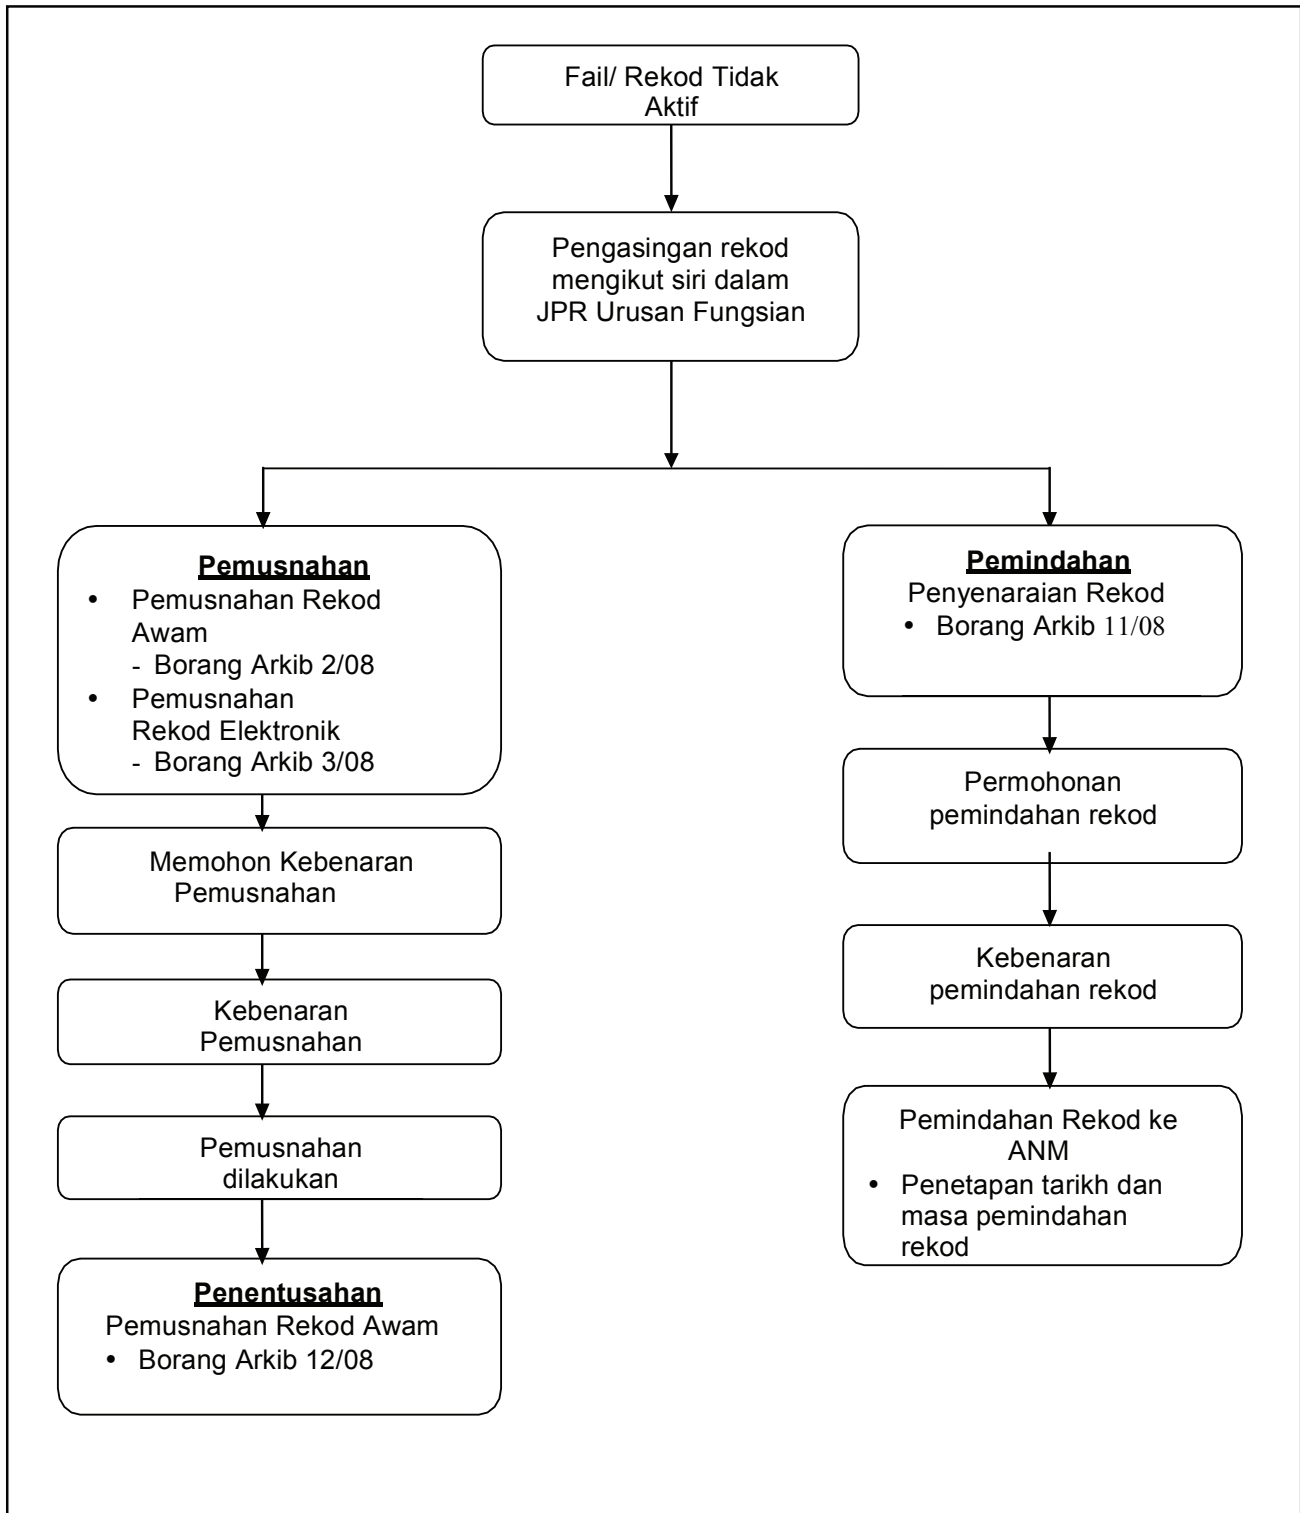 Fail/ Rekod Tidak
Aktif
Pengasingan rekod
mengikut siri dalam
JPR Urusan Fungsian
Pemusnahan
• Pemusnahan Rekod
Awam
- Borang Arkib 2/08
• Pemusnahan
Rekod Elektronik
- Borang Arkib 3/08
Memohon Kebenaran
Pemusnahan
Kebenaran
Pemusnahan
Pemusnahan
dilakukan
Penentusahan
Pemusnahan Rekod Awam
• Borang Arkib 12/08
Pemindahan
Penyenaraian Rekod
• Borang Arkib 11/08
Permohonan
pemindahan rekod
Kebenaran
pemindahan rekod
Pemindahan Rekod ke
ANM
• Penetapan tarikh dan
masa pemindahan
rekod